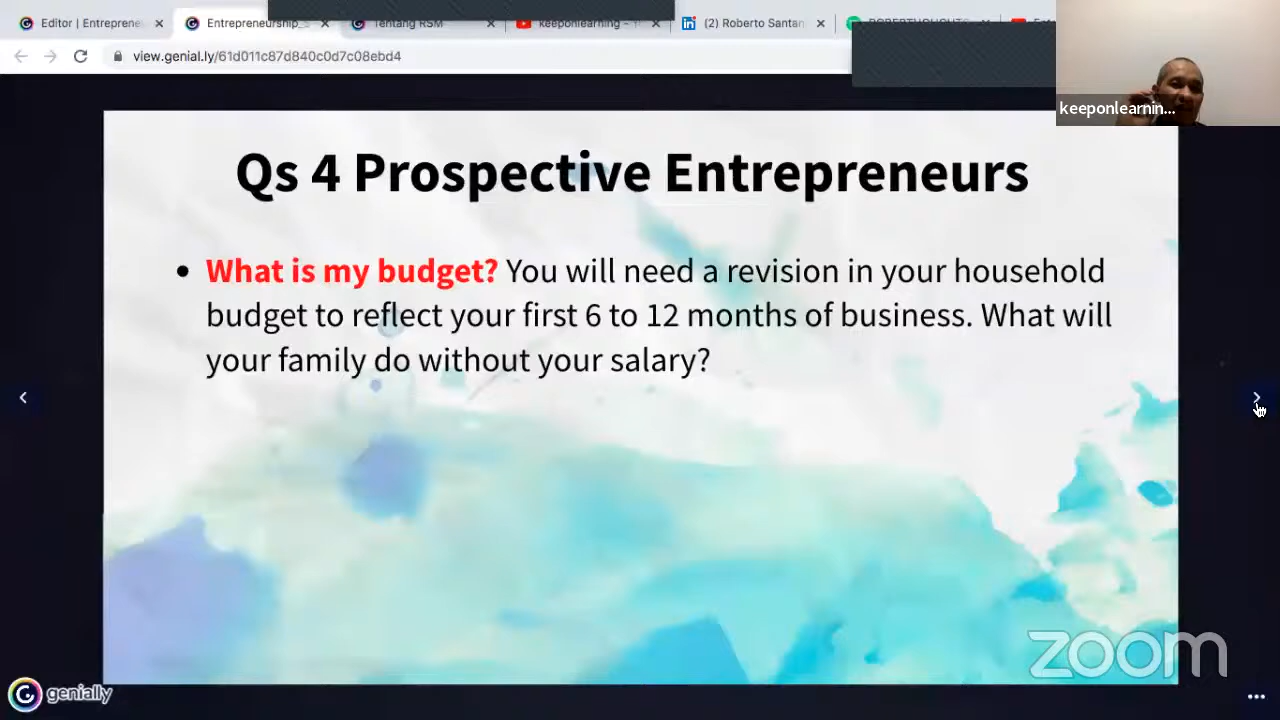 Editor | Entreprene
Entrepreneurship_
Tentang RSM
keeponlearning -
(2) Roberto Santan
view.genial.ly/61d011c87d840c0d7c08ebd4
keeponlearnin...
Qs 4 Prospective Entrepreneurs
What is my budget? You will need a revision in your household
budget to reflect your first 6 to 12 months of business. What will
your family do without your salary?
zoom
genially